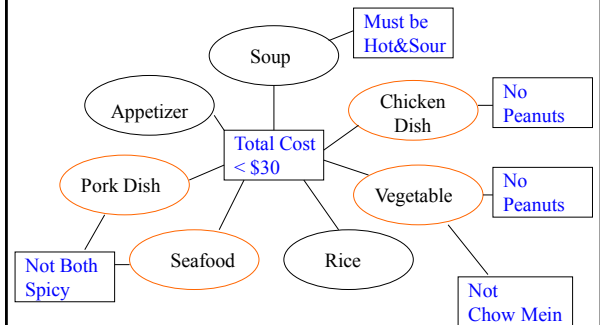 Must be
Hot&Sour
Soup
Chicken
Dish
No
Peanuts
Appetizer
Total Cost
< $30
Pork Dish
Vegetable
No
Peanuts
Seafood
Rice
Not Both
Spicy
Not
Chow Mein